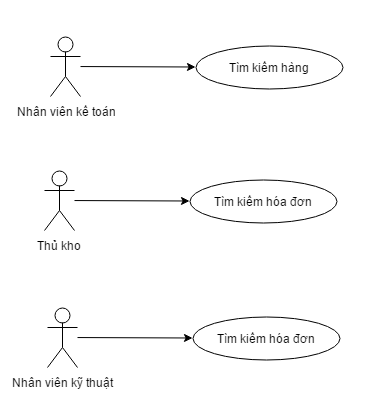 Tìm kiếm hàng
Nhân viên kế toán
Tìm kiếm hóa đơn
Thủ kho
Tìm kiếm hóa đơn
Nhân viên kỹ thuật